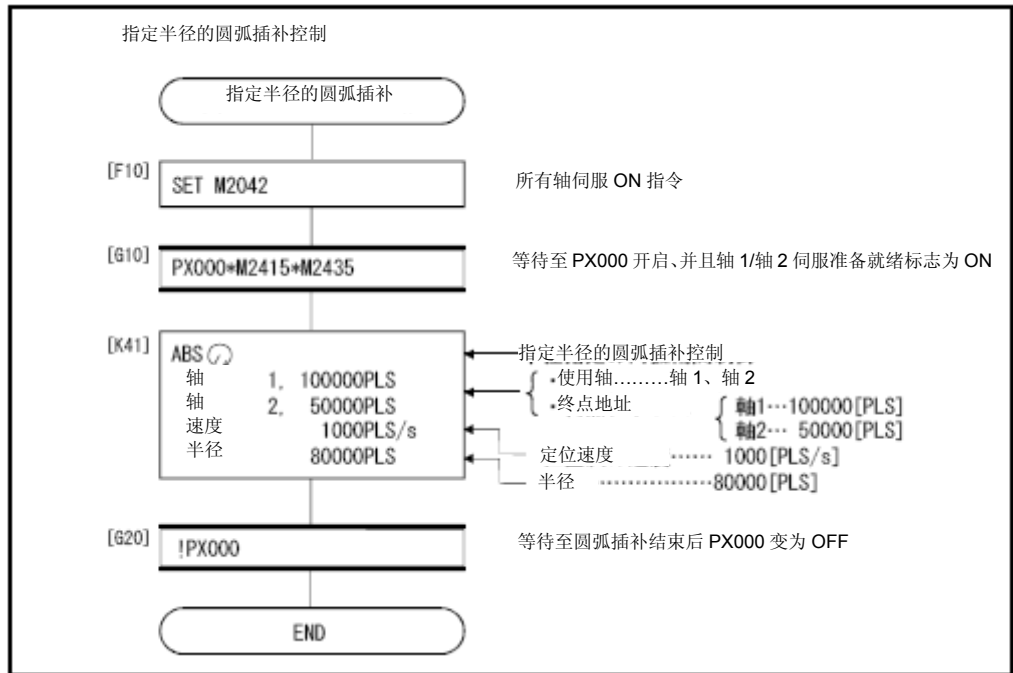 指定半径的圆弧插补控制
指定半径的圆弧插补
[F10]
SET M2042
所有轴伺服 ON 指令
[G10]
PX000*M2415*M2435
等待至 PX000 开启、并且轴 1/轴 2 伺服准备就绪标志为 ON
[K41]
ABS
轴 1, 100000PLS
轴 2, 50000PLS
速度 1000PLS/s
半径 80000PLS
指定半径的圆弧插补控制
•使用轴………轴 1、轴 2
•终点地址
軸1…100000[PLS]
軸2… 50000[PLS]
定位速度 …… 1000[PLS/s]
半径 ……………80000[PLS]
[G20]
!PX000
等待至圆弧插补结束后 PX000 变为 OFF
END